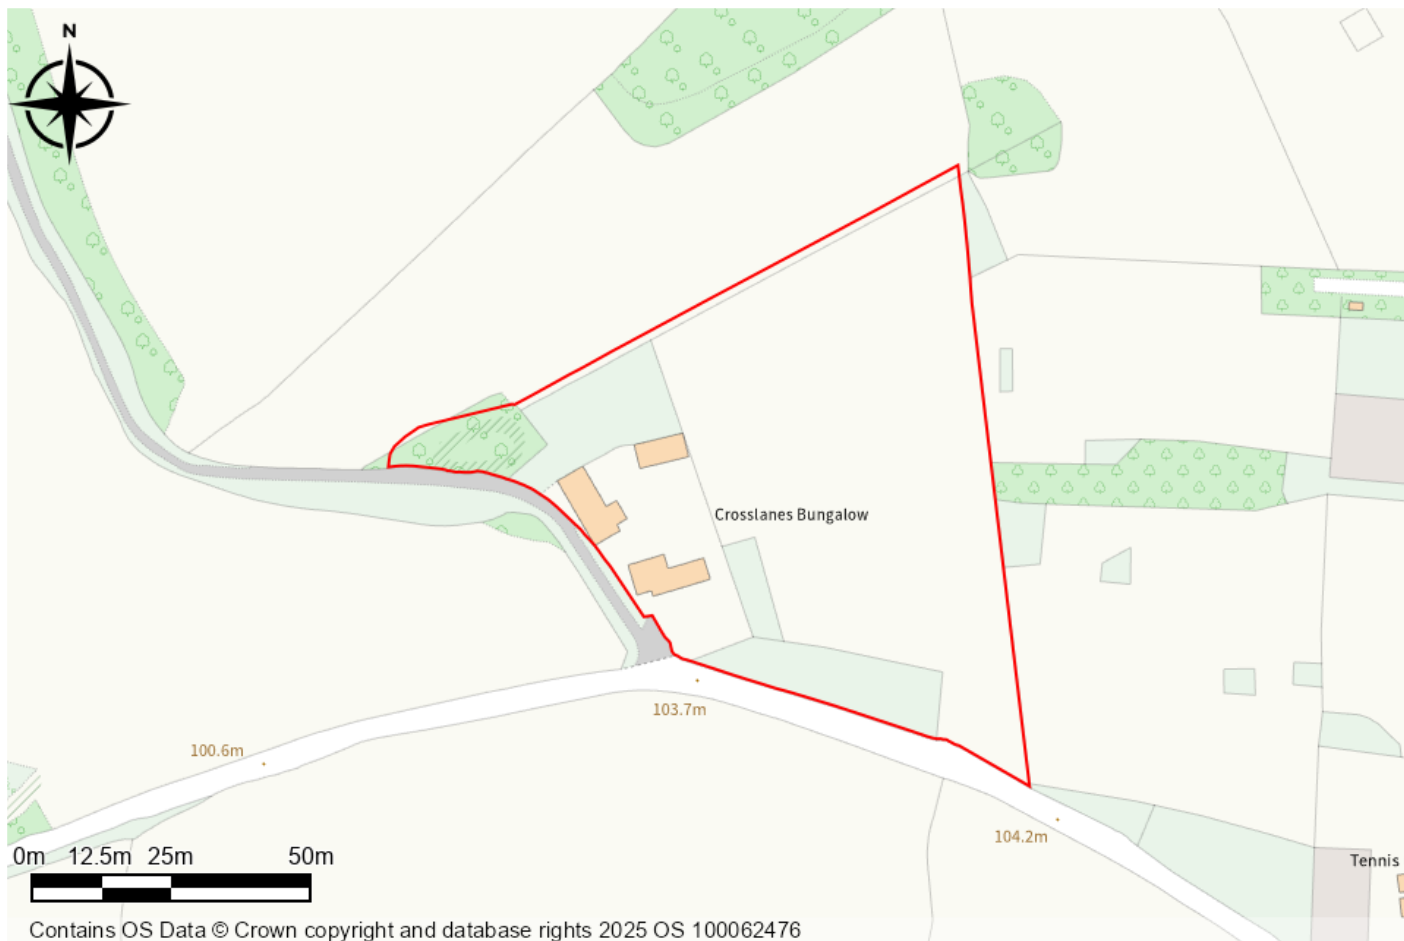 N
Crosslanes Bungalow
103.7m
100.6m
104.2m
Tennis
0m 12.5m 25m 50m
Contains OS Data © Crown copyright and database rights 2025 OS 100062476